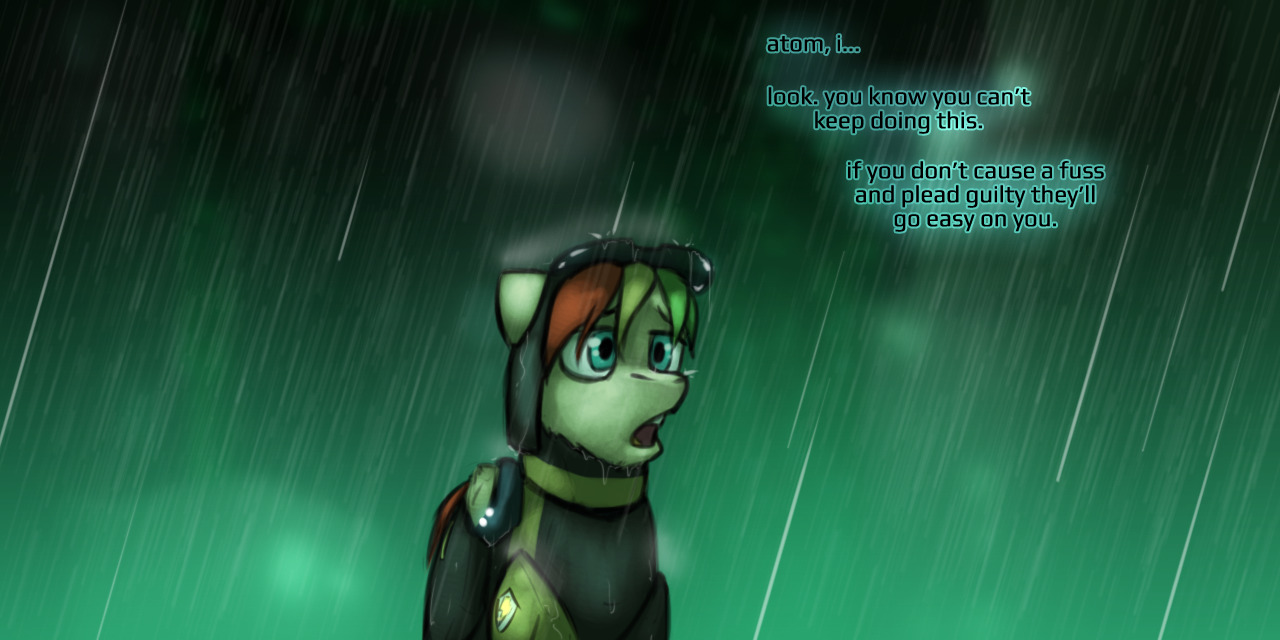 atom, i...
look. you know you can't
keep doing this.
if you don't cause a fuss
and plead guilty they'll
go easy on you.